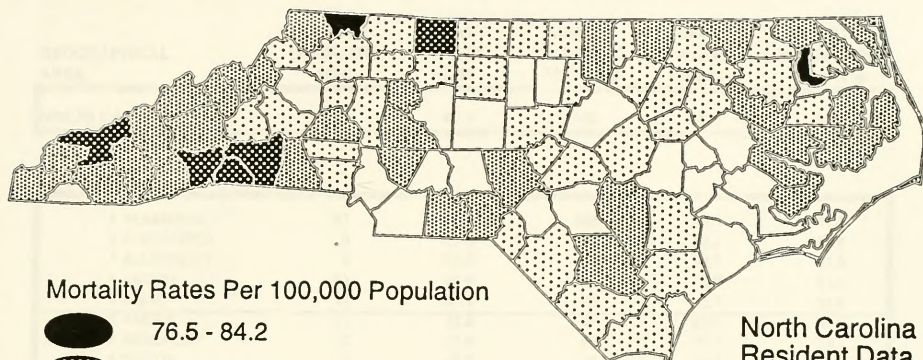 Mortality Rates Per 100,000 Population
76.5 - 84.2
North Carolina
Resident Data